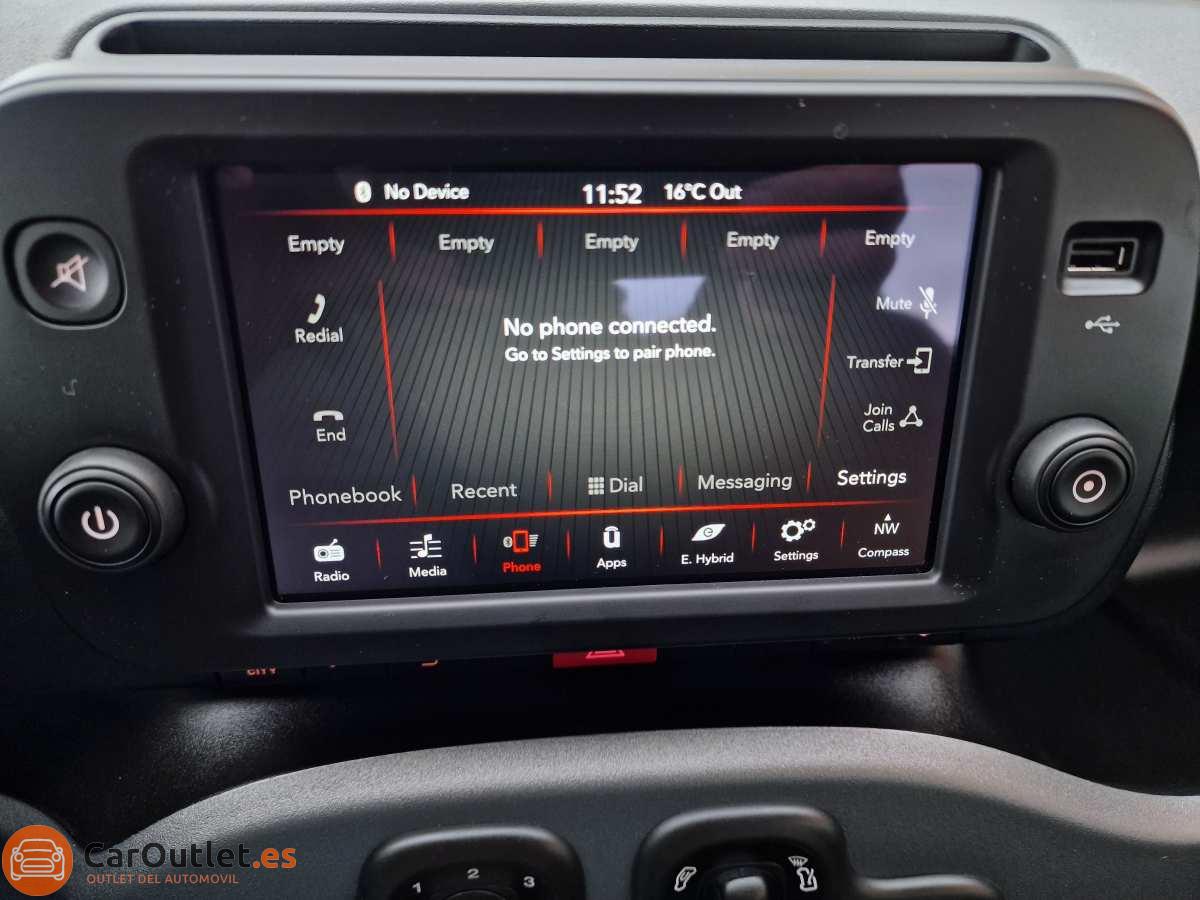 No Device 11:52 16°C Out
Empty Empty Empty Empty Empty
Mute
Redial
No phone connected.
Go to Settings to pair phone.
Transfer
Join
Calls
End
Phonebook Recent Dial Messaging Settings
Radio Media Phone Apps E. Hybrid Settings NW
Compass
CITY
1 2 3
CarOutlet.es
OUTLET DEL AUTOMOVIL